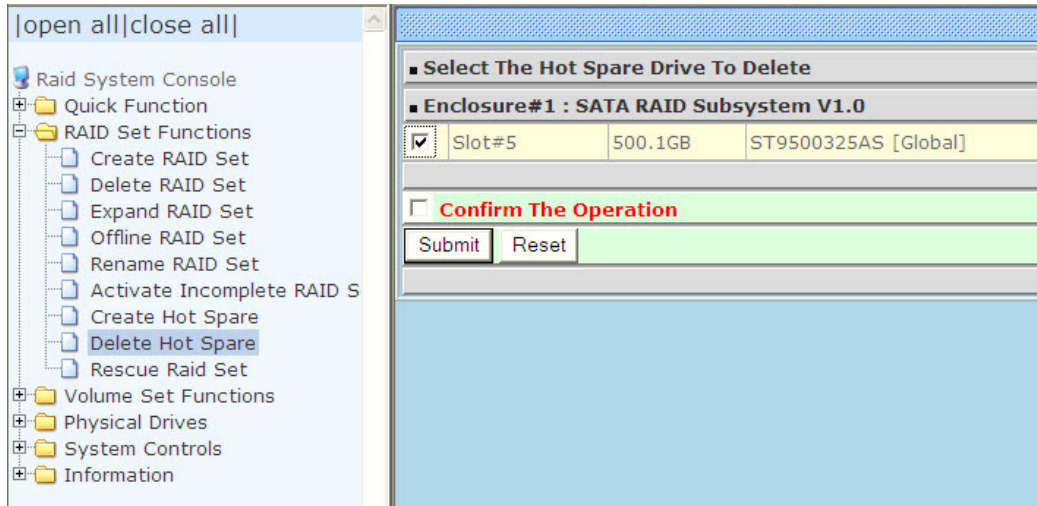 |open all|close all|
Raid System Console
Quick Function
RAID Set Functions
Create RAID Set
Delete RAID Set
Expand RAID Set
Offline RAID Set
Rename RAID Set
Activate Incomplete RAID S
Create Hot Spare
Delete Hot Spare
Rescue Raid Set
Volume Set Functions
Physical Drives
System Controls
Information
Select The Hot Spare Drive To Delete
Enclosure#1 : SATA RAID Subsystem V1.0
Slot#5 500.1GB ST9500325AS [Global]
Confirm The Operation
Submit Reset